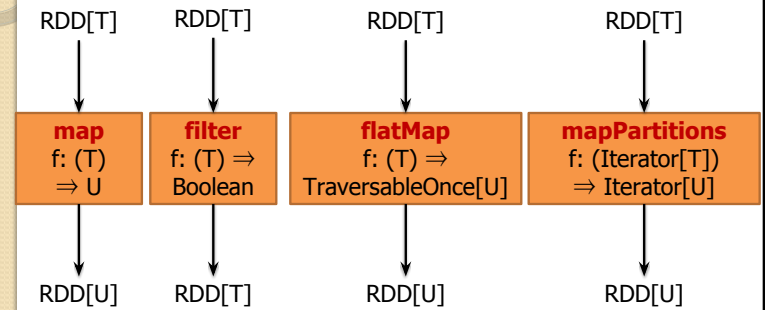 RDD[T]
RDD[T]
RDD[T]
RDD[T]
map
f: (T)
⇒ U
filter
f: (T) ⇒
Boolean
flatMap
f: (T) ⇒
TraversableOnce[U]
mapPartitions
f: (Iterator[T])
⇒ Iterator[U]
RDD[U]
RDD[T]
RDD[U]
RDD[U]